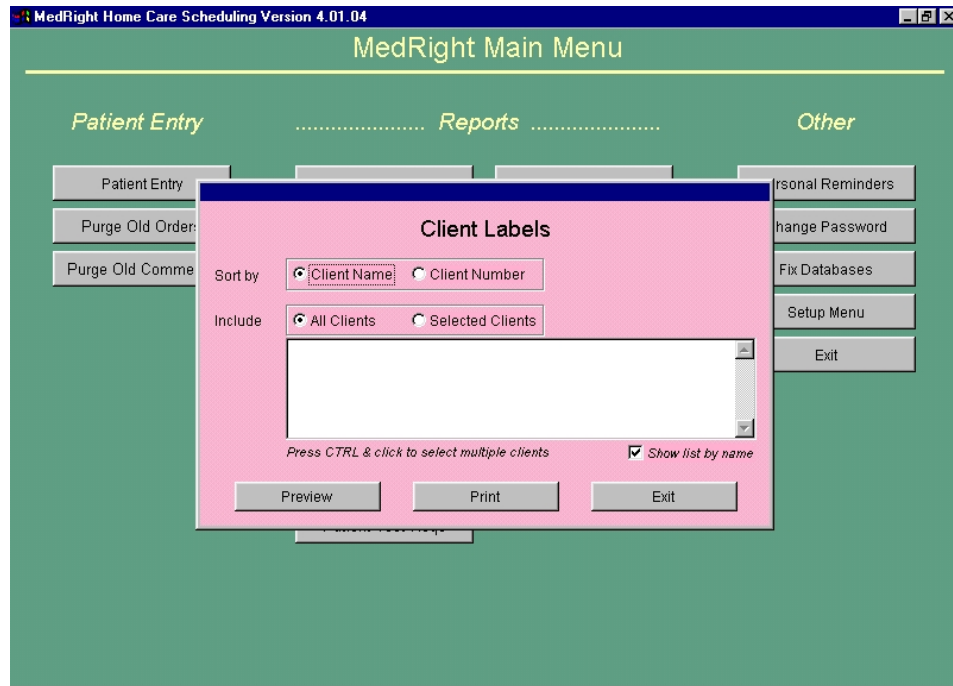 MedRight Home Care Scheduling Version 4.01.04
MedRight Main Menu
Patient Entry
...................... Reports ......................
Other
Patient Entry
rsonal Reminders
Purge Old Order
hange Password
Purge Old Comme
Fix Databases
Setup Menu
Exit
Client Labels
Sort by
Client Name
Client Number
Include
All Clients
Selected Clients
Press CTRL & click to select multiple clients
Show list by name
Preview
Print
Exit